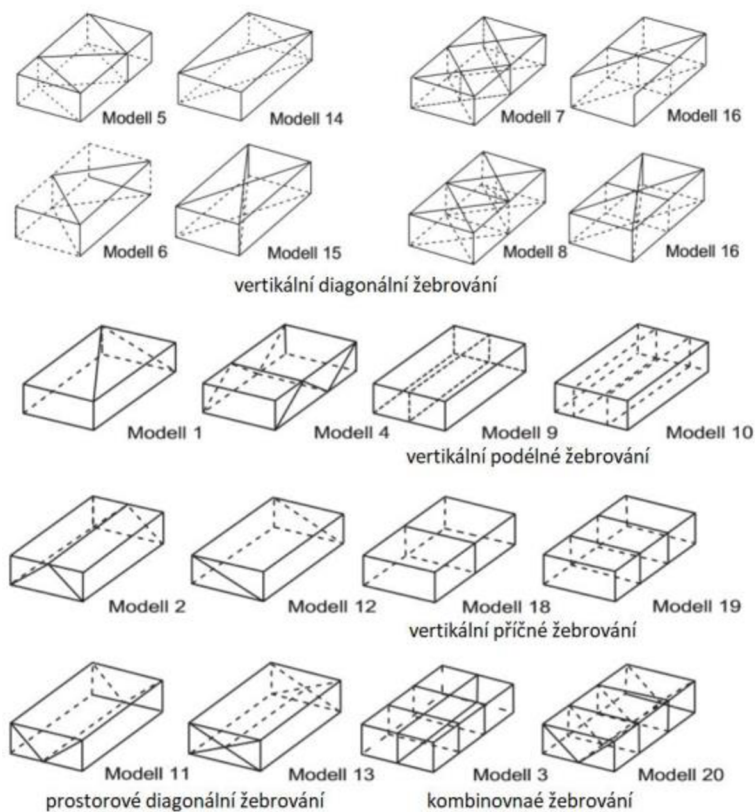 Modell 5 Modell 14 Modell 7 Modell 16
Modell 6 Modell 15 Modell 8 Modell 16
vertikální diagonální žebrování
Modell 1 Modell 4 Modell 9 Modell 10
vertikální podélné žebrování
Modell 2 Modell 12 Modell 18 Modell 19
vertikální příčné žebrování
Modell 11 Modell 13 Modell 3 Modell 20
prostorové diagonální žebrování kombinovnaé žebrování